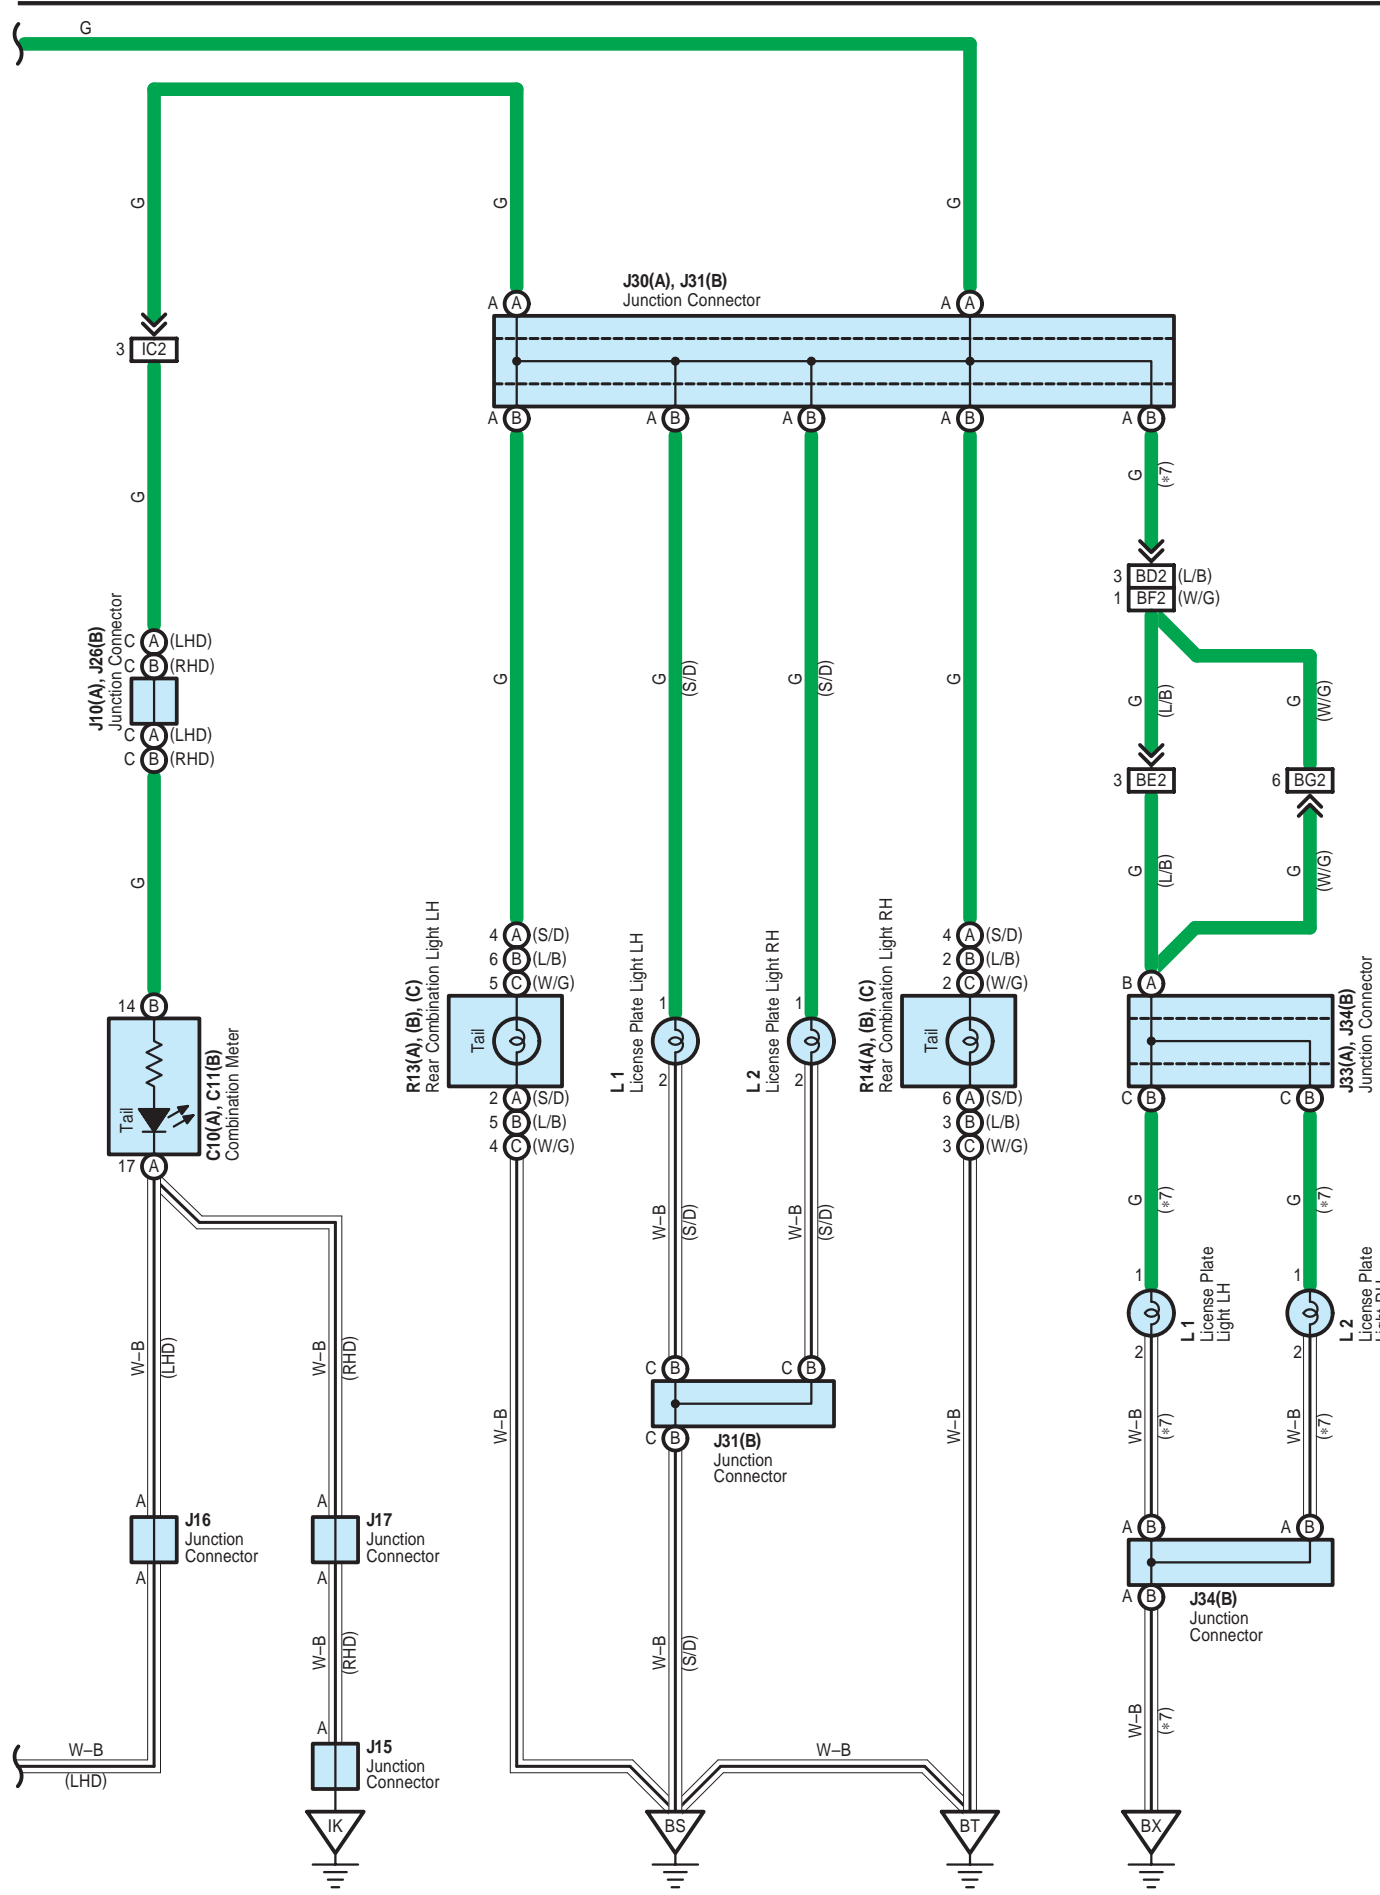 G
G
G
G
J30(A), J31(B)
Junction Connector
A A
A A
3 IC2
A B
A B
A B
A B
A B
G
G
(*7)
3 BD2 (L/B)
1 BF2 (W/G)
J10(A), J26(B)
Junction Connector
C A (LHD)
C B (RHD)
C A (LHD)
C B (RHD)
G
G
(S/D)
G
(S/D)
G
G
(L/B)
G
(W/G)
3 BE2
6 BG2
G
G
(L/B)
G
(W/G)
14 B
Tail
C10(A), C11(B)
Combination Meter
17 A
4 A (S/D)
6 B (L/B)
5 C (W/G)
R13(A), (B), (C)
Rear Combination Light LH
Tail
2 A (S/D)
5 B (L/B)
4 C (W/G)
L 1
License Plate Light LH
1
2
L 2
License Plate Light RH
1
2
4 A (S/D)
2 B (L/B)
2 C (W/G)
R14(A), (B), (C)
Rear Combination Light RH
Tail
6 A (S/D)
3 B (L/B)
3 C (W/G)
B A
J33(A), J34(B)
Junction Connector
C B
C B
W–B
(S/D)
W–B
(S/D)
G
(*7)
G
(*7)
1
2
L 1
License Plate
Light LH
1
2
L 2
License Plate
W–B
(LHD)
W–B
(RHD)
C B
C B
C B
J31(B)
Junction
Connector
W–B
W–B
W–B
(*7)
W–B
(*7)
A
J16
Junction
Connector
A
A
J17
Junction
Connector
A
A B
A B
A B
J34(B)
Junction
Connector
W–B
(RHD)
W–B
(S/D)
W–B
(*7)
A
J15
Junction
Connector
W–B
(LHD)
W–B
IK
BS
BT
BX